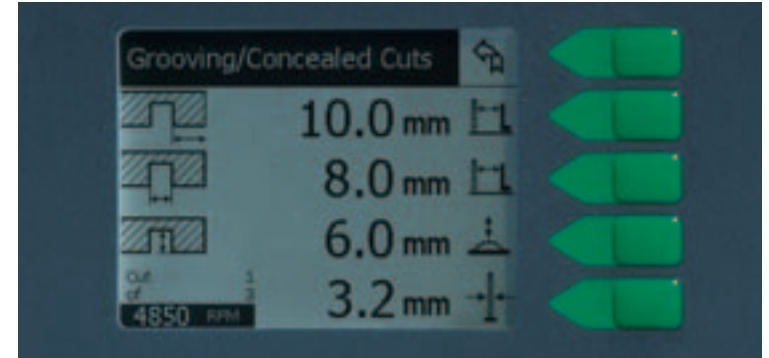 Grooving/Concealed Cuts
10.0 mm
8.0 mm
6.0 mm
cut 1
of
3.2 mm
4850 RPM